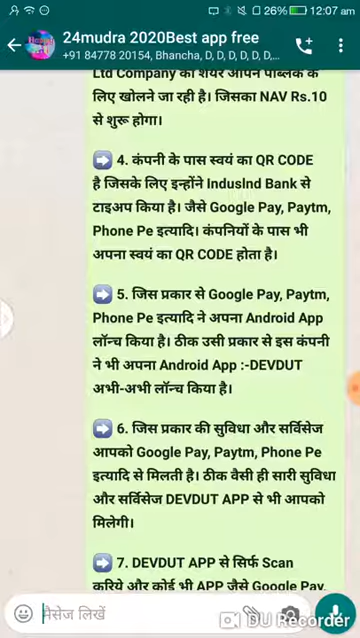 26% 12:07 am
24mudra 2020Best app free
+91 84778 20154, Bhancha, D, D, D, D, D, D,...
Ltd Company का शेयर आपने पब्लिक के
लिए खोलने जा रही है। जिसका NAV Rs.10
से शुरू होगा।
4. कंपनी के पास स्वयं का QR CODE
है जिसके लिए इन्होंने IndusInd Bank से
टाइअप किया है। जैसे Google Pay, Paytm,
Phone Pe इत्यादि। कंपनियों के पास भी
अपना स्वयं का QR CODE होता है।
5. जिस प्रकार से Google Pay, Paytm,
Phone Pe इत्यादि ने अपना Android App
लॉन्च किया है। ठीक उसी प्रकार से इस कंपनी
ने भी अपना Android App :-DEVDUT
अभी-अभी लॉन्च किया है।
6. जिस प्रकार की सुविधा और सर्विसेज
आपको Google Pay, Paytm, Phone Pe
इत्यादि से मिलती है। ठीक वैसी ही सारी सुविधा
और सर्विसेज DEVDUT APP से भी आपको
मिलेगी।
7. DEVDUT APP से सिर्फ Scan
करिये और कोई भी APP जैसे Google Pay,
मैसेज लिखें
DU Recorder